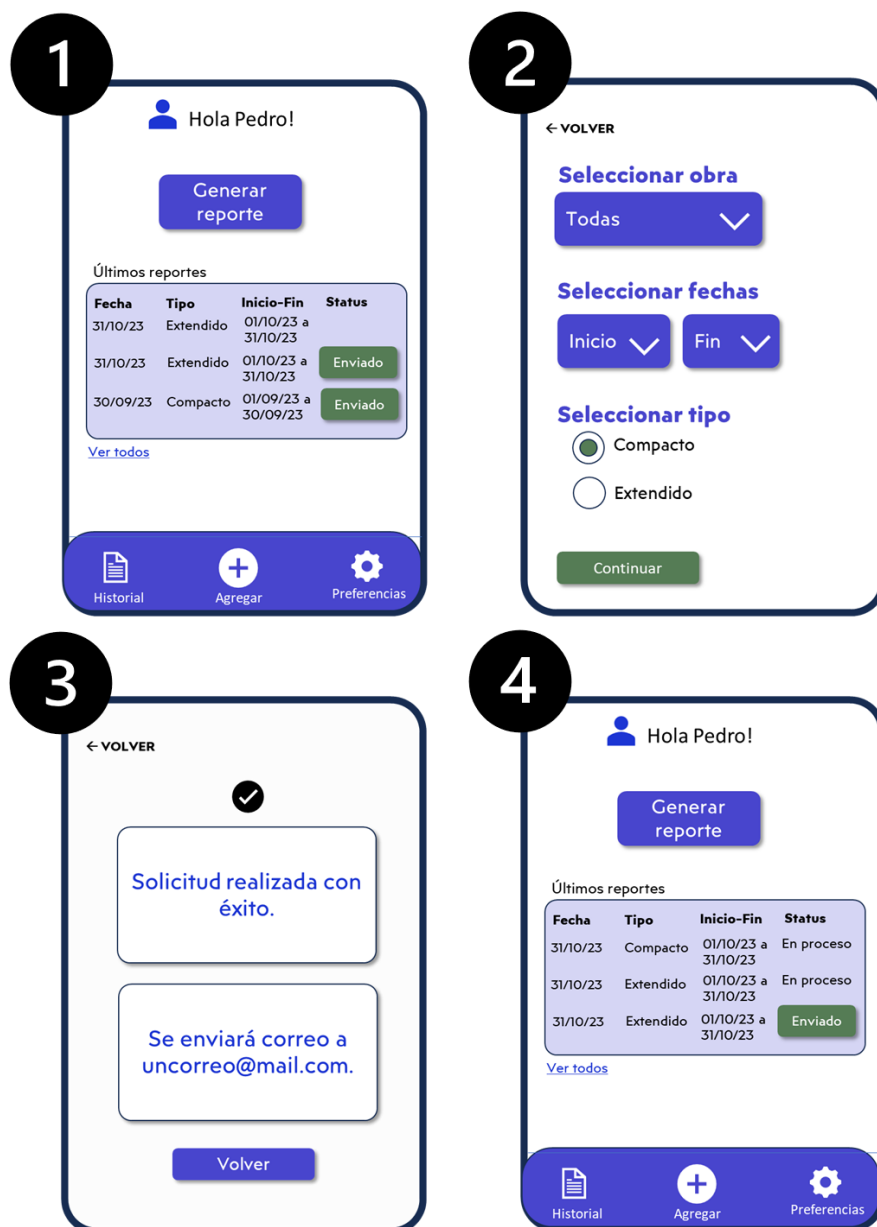 1
Hola Pedro!
Generar
reporte
Últimos reportes
Fecha Tipo Inicio-Fin Status
31/10/23 Extendido 01/10/23 a
31/10/23
31/10/23 Extendido 01/10/23 a Enviado
31/10/23
30/09/23 Compacto 01/09/23 a Enviado
30/09/23
Ver todos
Historial Agregar Preferencias
2
← VOLVER
Seleccionar obra
Todas
Seleccionar fechas
Inicio Fin
Seleccionar tipo
Compacto
Extendido
Continuar
3
← VOLVER
Solicitud realizada con
éxito.
Se enviará correo a
uncorreo@mail.com.
Volver
4
Hola Pedro!
Generar
reporte
Últimos reportes
Fecha Tipo Inicio-Fin Status
31/10/23 Compacto 01/10/23 a En proceso
31/10/23
31/10/23 Extendido 01/10/23 a En proceso
31/10/23
31/10/23 Extendido 01/10/23 a Enviado
31/10/23
Ver todos
Historial Agregar Preferencias